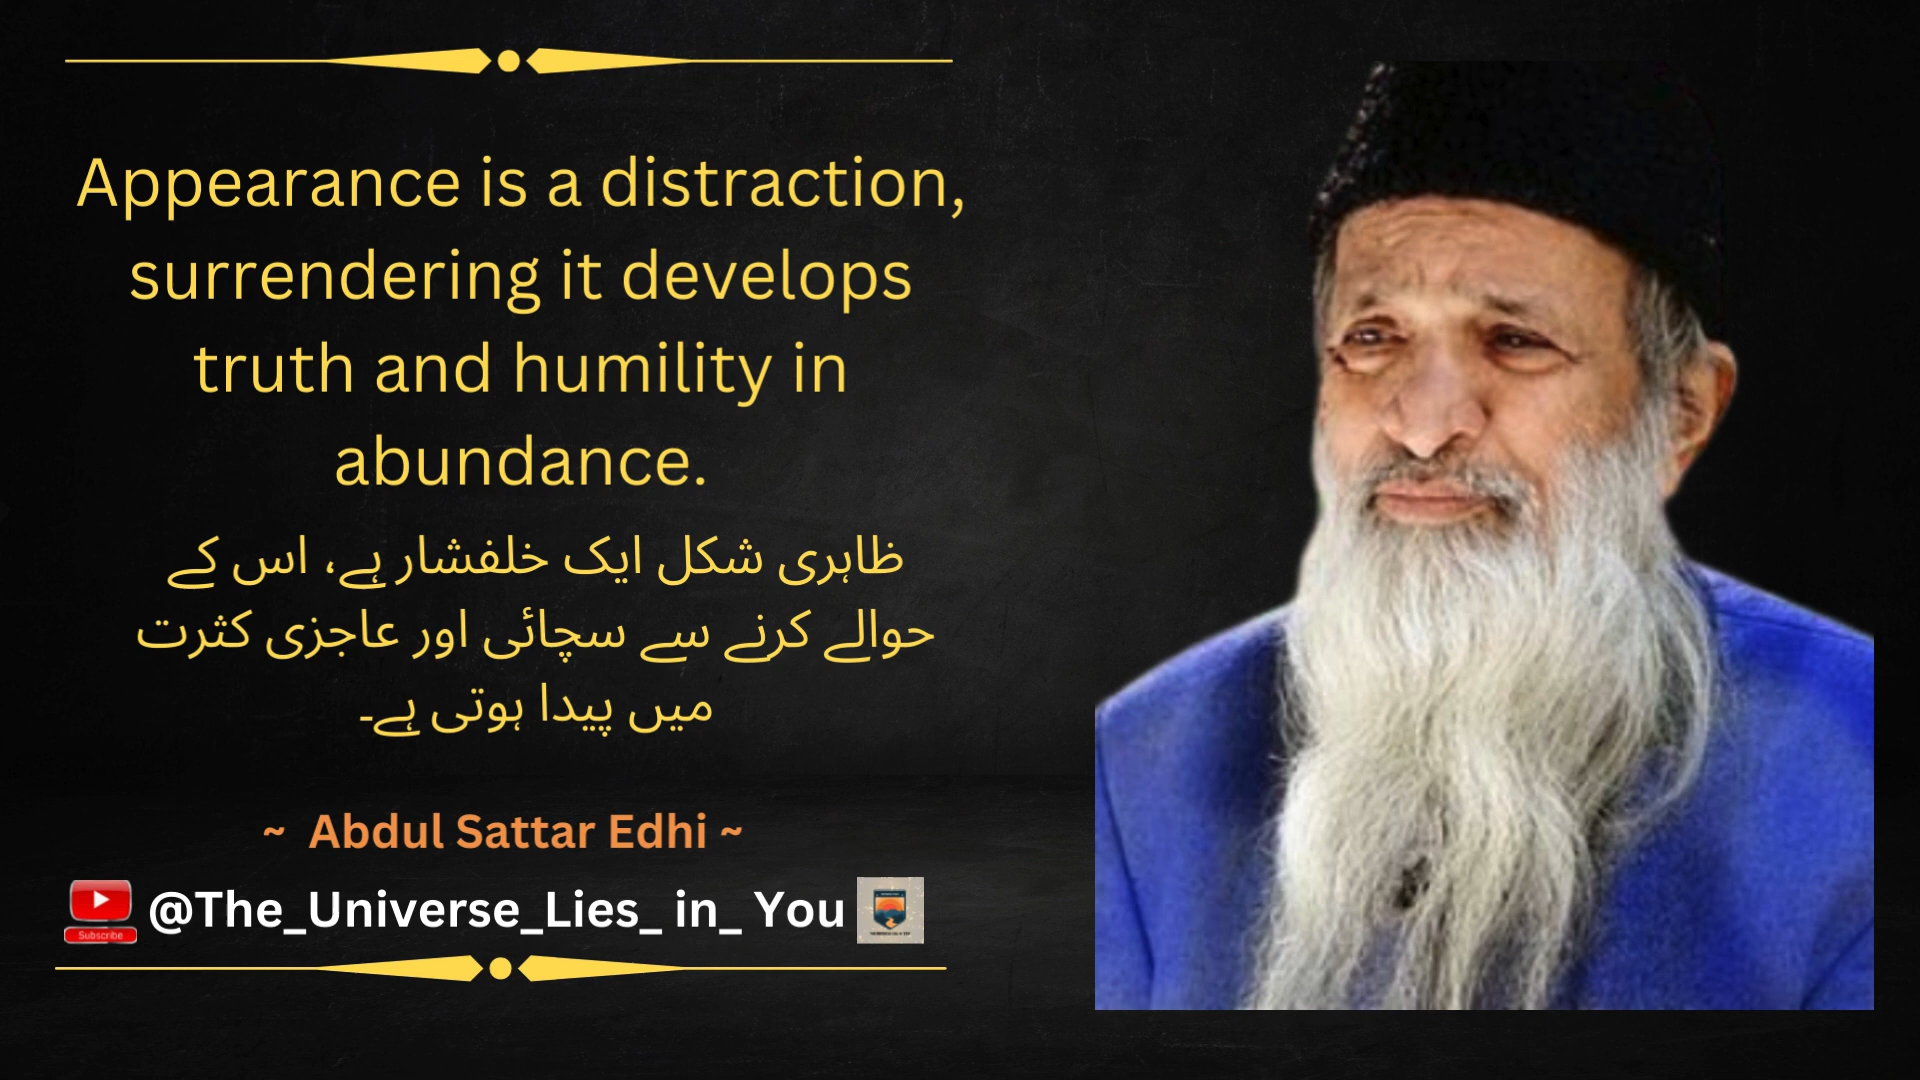 Appearance is a distraction,
surrendering it develops
truth and humility in
abundance.
ظاہری شکل ایک خلفشار ہے، اس کے
حوالے کرنے سے سچائی اور عاجزی کثرت
میں پیدا ہوتی ہے۔
~ Abdul Sattar Edhi ~
@The_Universe_Lies_ in_ You
Subscribe